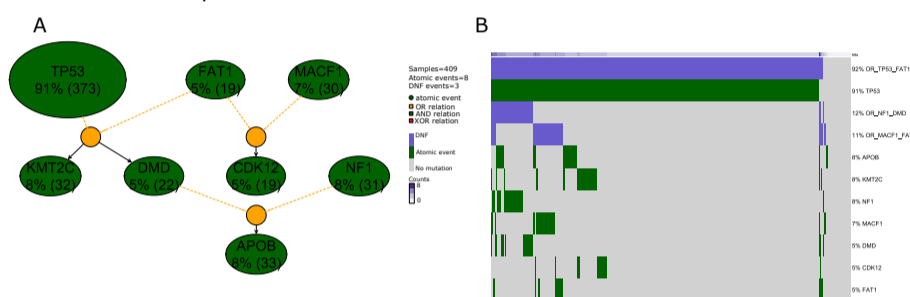 A
B
TP53
91% (373)
FAT1
5% (19)
MACF1
7% (30)
KMT2C
8% (32)
DMD
5% (22)
CDK12
5% (19)
NF1
8% (31)
APOB
8% (33)
Samples=409
Atomic events=8
DNF events=3
atomic event
OR relation
AND relation
XOR relation
DNF
Atomic event
No mutation
Counts
8
0
92% OR_TP53_FAT1
91% TP53
12% OR_NF1_DMD
11% OR_MACF1_FA
8% APOB
8% KMT2C
8% NF1
7% MACF1
5% DMD
5% CDK12
5% FAT1